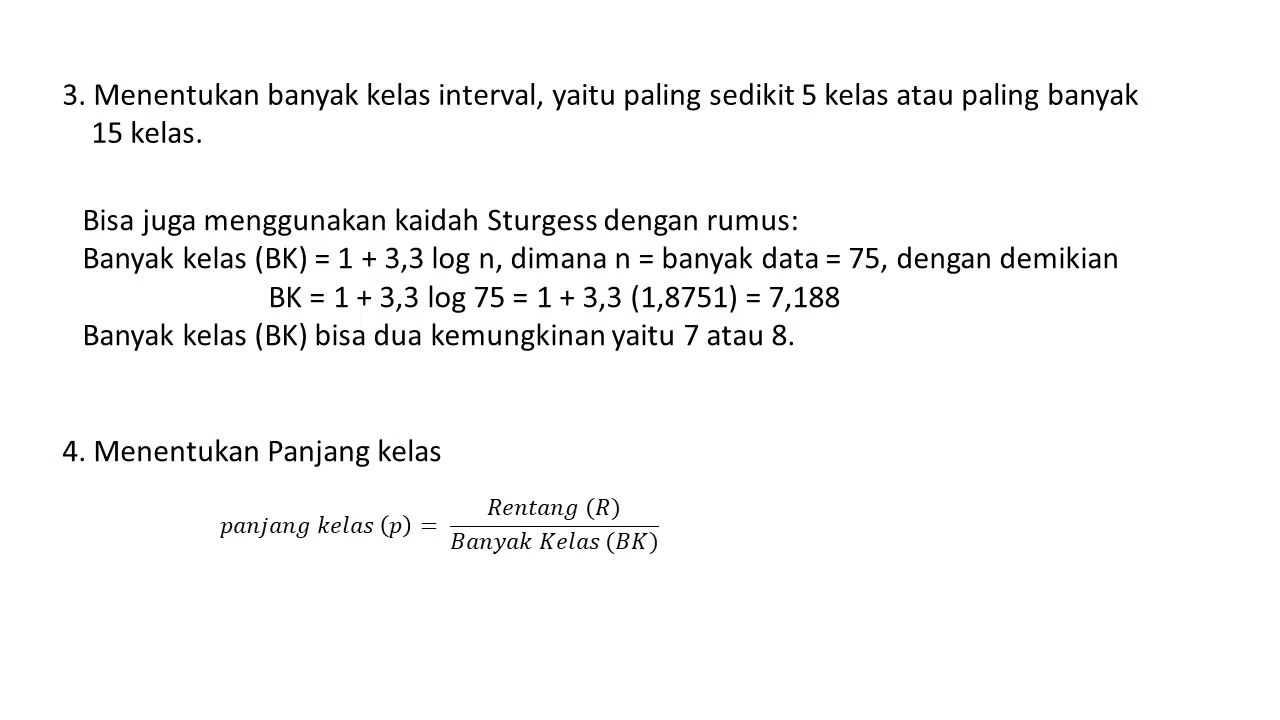 3. Menentukan banyak kelas interval, yaitu paling sedikit 5 kelas atau paling banyak
15 kelas.
Bisa juga menggunakan kaidah Sturgess dengan rumus:
Banyak kelas (BK) = 1 + 3,3 log n, dimana n = banyak data = 75, dengan demikian
BK = 1 + 3,3 log 75 = 1 + 3,3 (1,8751) = 7,188
Banyak kelas (BK) bisa dua kemungkinan yaitu 7 atau 8.
4. Menentukan Panjang kelas
panjang kelas (p) = Rentang (R)
Banyak Kelas (BK)